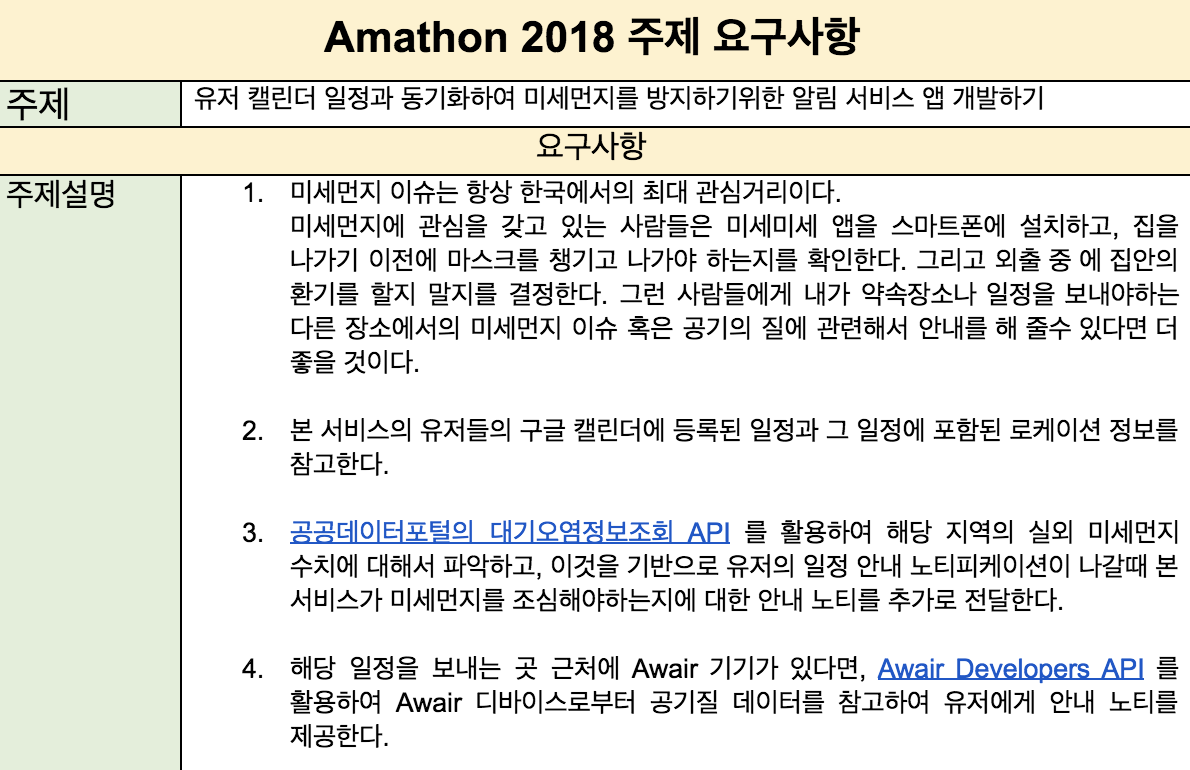 Amathon 2018 주제 요구사항
주제
유저 캘린더 일정과 동기화하여 미세먼지를 방지하기위한 알림 서비스 앱 개발하기
요구사항
주제설명
1. 미세먼지 이슈는 항상 한국에서의 최대 관심거리이다.
미세먼지에 관심을 갖고 있는 사람들은 미세미세 앱을 스마트폰에 설치하고, 집을
나가기 이전에 마스크를 챙기고 나가야 하는지를 확인한다. 그리고 외출 중 에 집안의
환기를 할지 말지를 결정한다. 그런 사람들에게 내가 약속장소나 일정을 보내야하는
다른 장소에서의 미세먼지 이슈 혹은 공기의 질에 관련해서 안내를 해 줄수 있다면 더
좋을 것이다.
2. 본 서비스의 유저들의 구글 캘린더에 등록된 일정과 그 일정에 포함된 로케이션 정보를
참고한다.
3. 공공데이터포털의 대기오염정보조회 API 를 활용하여 해당 지역의 실외 미세먼지
수치에 대해서 파악하고, 이것을 기반으로 유저의 일정 안내 노티피케이션이 나갈때 본
서비스가 미세먼지를 조심해야하는지에 대한 안내 노티를 추가로 전달한다.
4. 해당 일정을 보내는 곳 근처에 Awair 기기가 있다면, Awair Developers API 를
활용하여 Awair 디바이스로부터 공기질 데이터를 참고하여 유저에게 안내 노티를
제공한다.